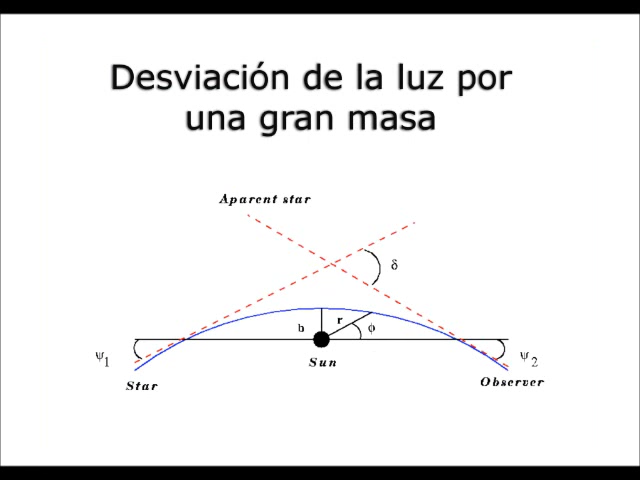 Desviación de la luz por
una gran masa
Aparent star
δ
b
r
ϕ
ψ1
ψ2
Sun
Star
Observer